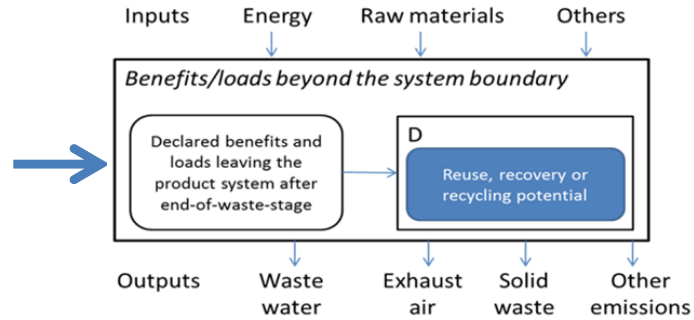 Inputs Energy Raw materials Others
Benefits/loads beyond the system boundary
Declared benefits and
loads leaving the
product system after
end-of-waste-stage
D
Reuse, recovery or
recycling potential
Outputs Waste water Exhaust air Solid waste Other emissions